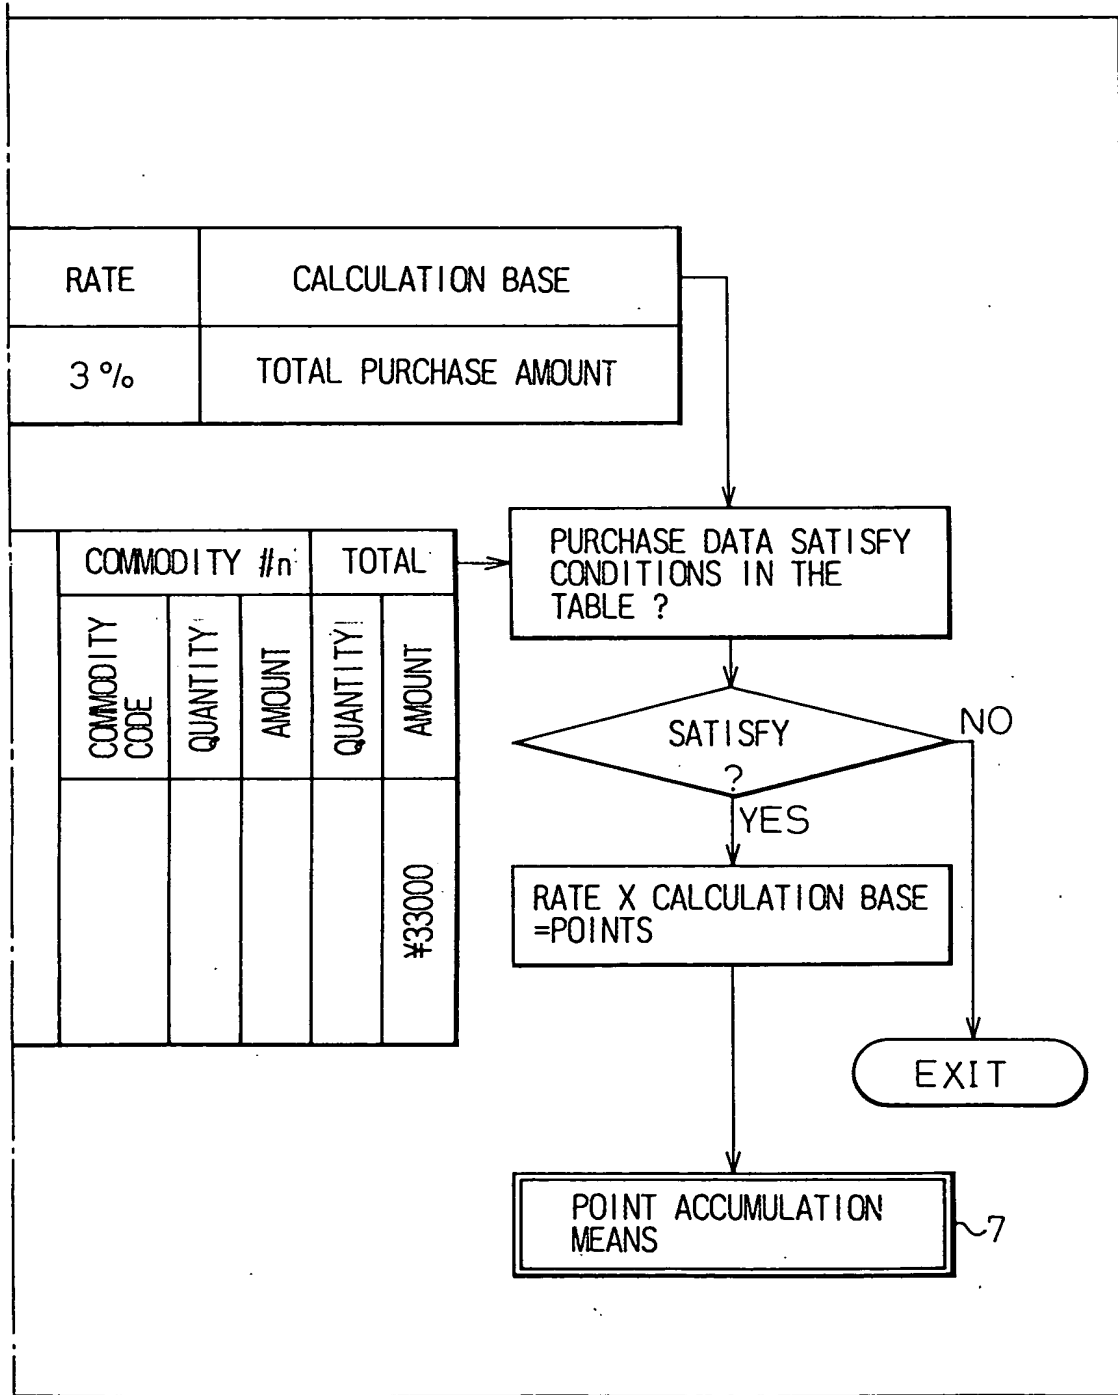 RATE
CALCULATION BASE
3%
TOTAL PURCHASE AMOUNT
COMMODITY #n
TOTAL
COMMODITY
CODE
QUANTITY
AMOUNT
QUANTITY
AMOUNT
¥33000
PURCHASE DATA SATISFY
CONDITIONS IN THE
TABLE ?
SATISFY
?
NO
YES
RATE X CALCULATION BASE
=POINTS
EXIT
POINT ACCUMULATION
MEANS
7